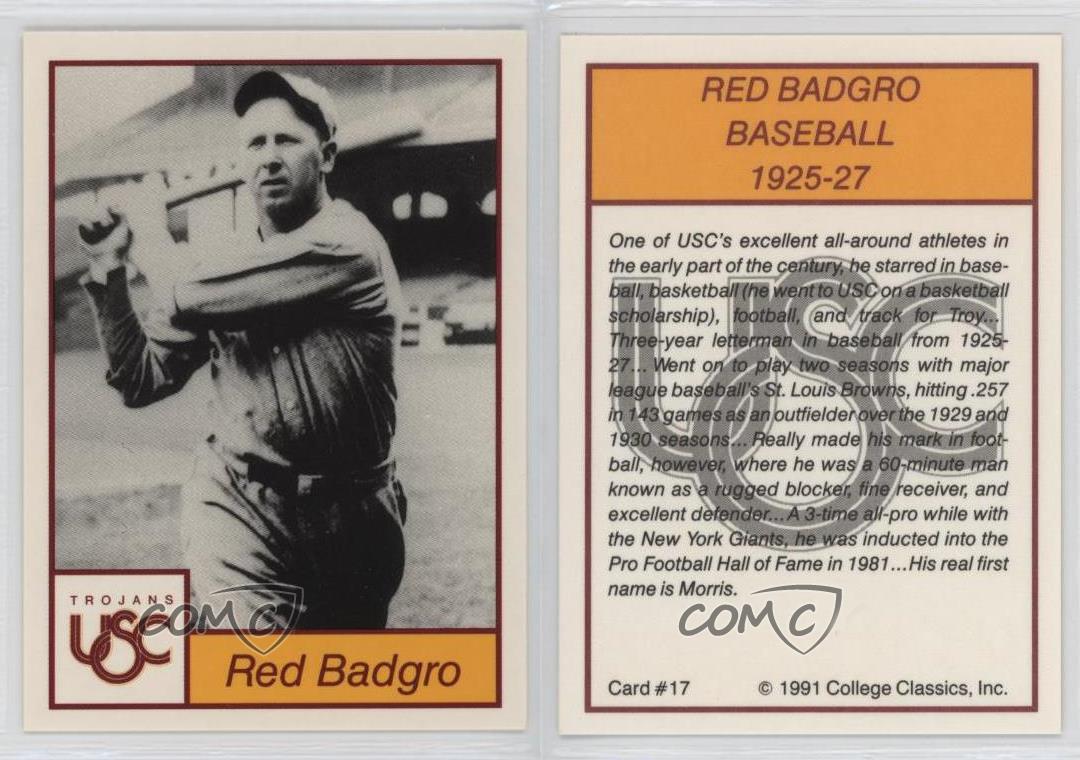 TROJANS
USC
COMC
Red Badgro
RED BADGRO
BASEBALL
1925-27
One of USC's excellent all-around athletes in
the early part of the century, he starred in base-
ball, basketball (he went to USC on a basketball
scholarship), football, and track for Troy...
Three-year letterman in baseball from 1925-
27... Went on to play two seasons with major
league baseball's St. Louis Browns, hitting .257
in 143 games as an outfielder over the 1929 and
1930 seasons... Really made his mark in foot-
ball, however, where he was a 60-minute man
known as a rugged blocker, fine receiver, and
excellent defender... A 3-time all-pro while with
the New York Giants, he was inducted into the
Pro Football Hall of Fame in 1981...His real first
name is Morris.
USC
COMC
Card #17 © 1991 College Classics, Inc.